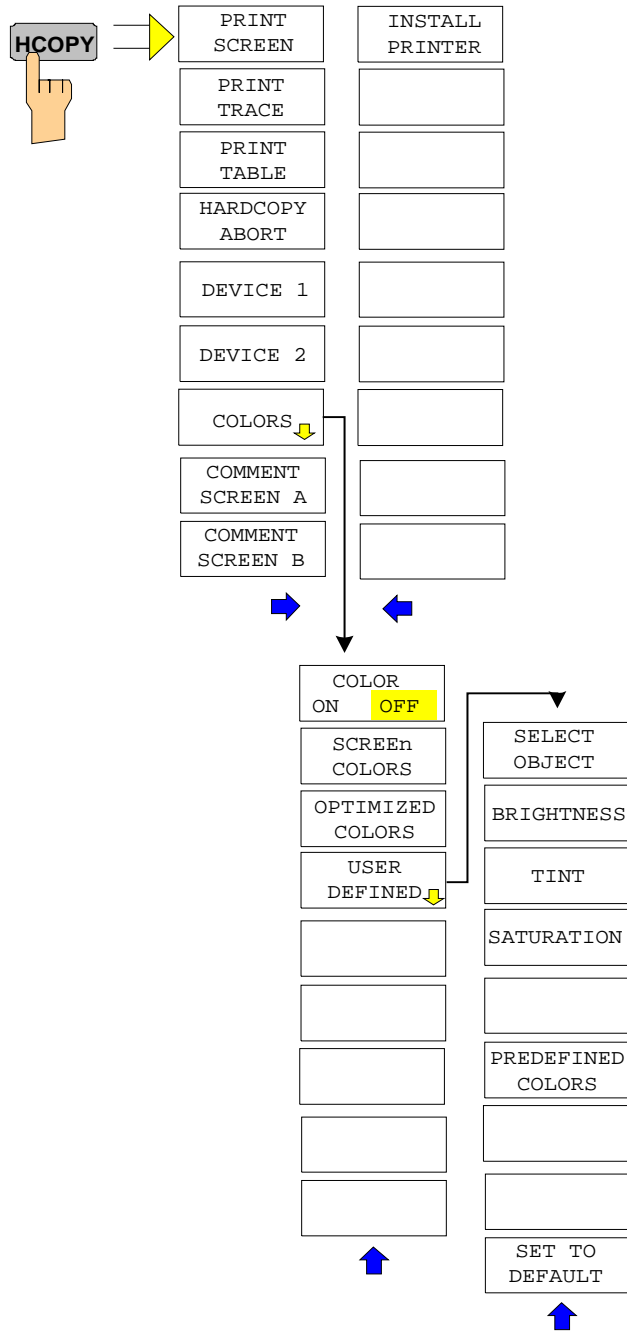 HCOPY
PRINT
SCREEN
PRINT
TRACE
PRINT
TABLE
HARDCOPY
ABORT
DEVICE 1
DEVICE 2
COLORS
COMMENT
SCREEN A
COMMENT
SCREEN B
INSTALL
PRINTER
COLOR
ON OFF
SCREEn
COLORS
OPTIMIZED
COLORS
USER
DEFINED
SELECT
OBJECT
BRIGHTNESS
TINT
SATURATION
PREDEFINED
COLORS
SET TO
DEFAULT